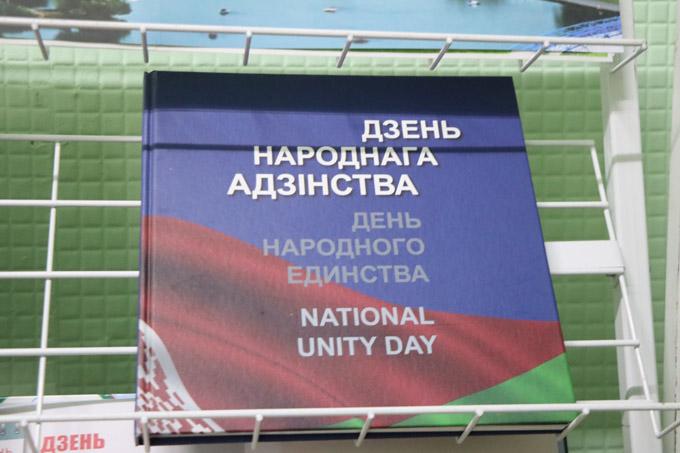 ДЗЕНЬ
НАРОДНАГА
АДЗІНСТВА
ДЕНЬ
НАРОДНОГО
ЕДИНСТВА
NATIONAL
UNITY DAY
ДЗЕНЬ